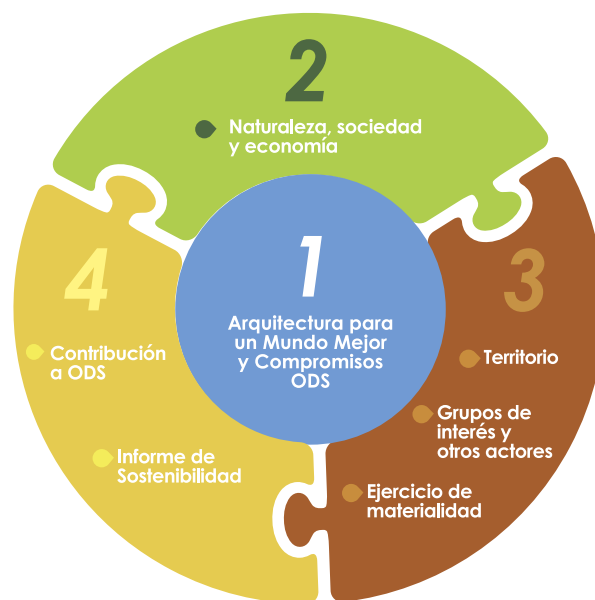 2
Naturaleza, sociedad
y economía
1
Arquitectura para
un Mundo Mejor
y Compromisos
ODS
3
Territorio
Grupos de
interés y
otros actores
Ejercicio de
materialidad
4
Contribución
a ODS
Informe de
Sostenibilidad